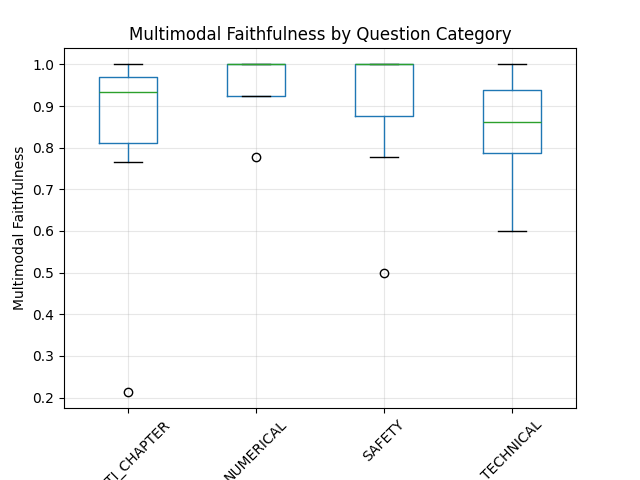 Multimodal Faithfulness by Question Category
Multimodal Faithfulness
1.0
0.9
0.8
0.7
0.6
0.5
0.4
0.3
0.2
TI_CHAPTER
NUMERICAL
SAFETY
TECHNICAL